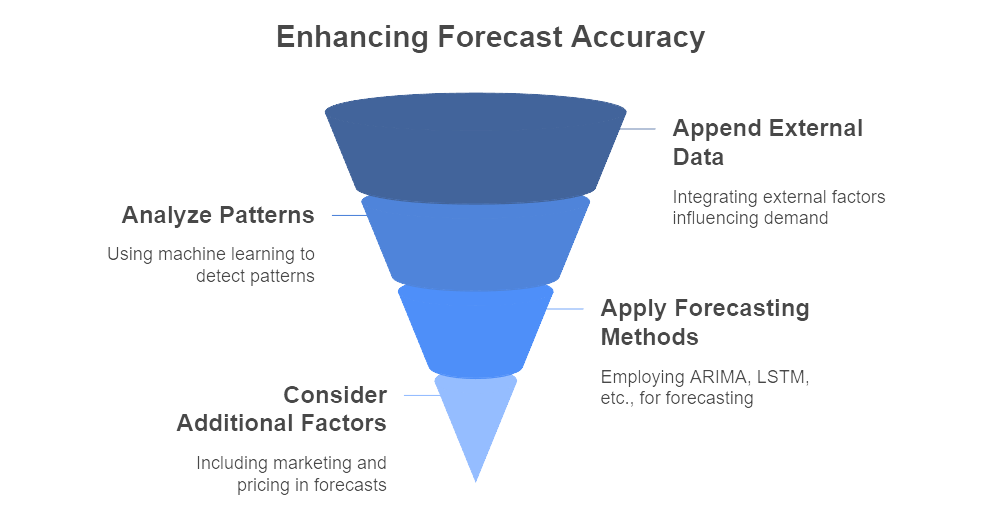 Enhancing Forecast Accuracy
Append External
Data
Integrating external factors
influencing demand
Analyze Patterns
Using machine learning to
detect patterns
Apply Forecasting
Methods
Employing ARIMA, LSTM,
etc., for forecasting
Consider
Additional Factors
Including marketing and
pricing in forecasts